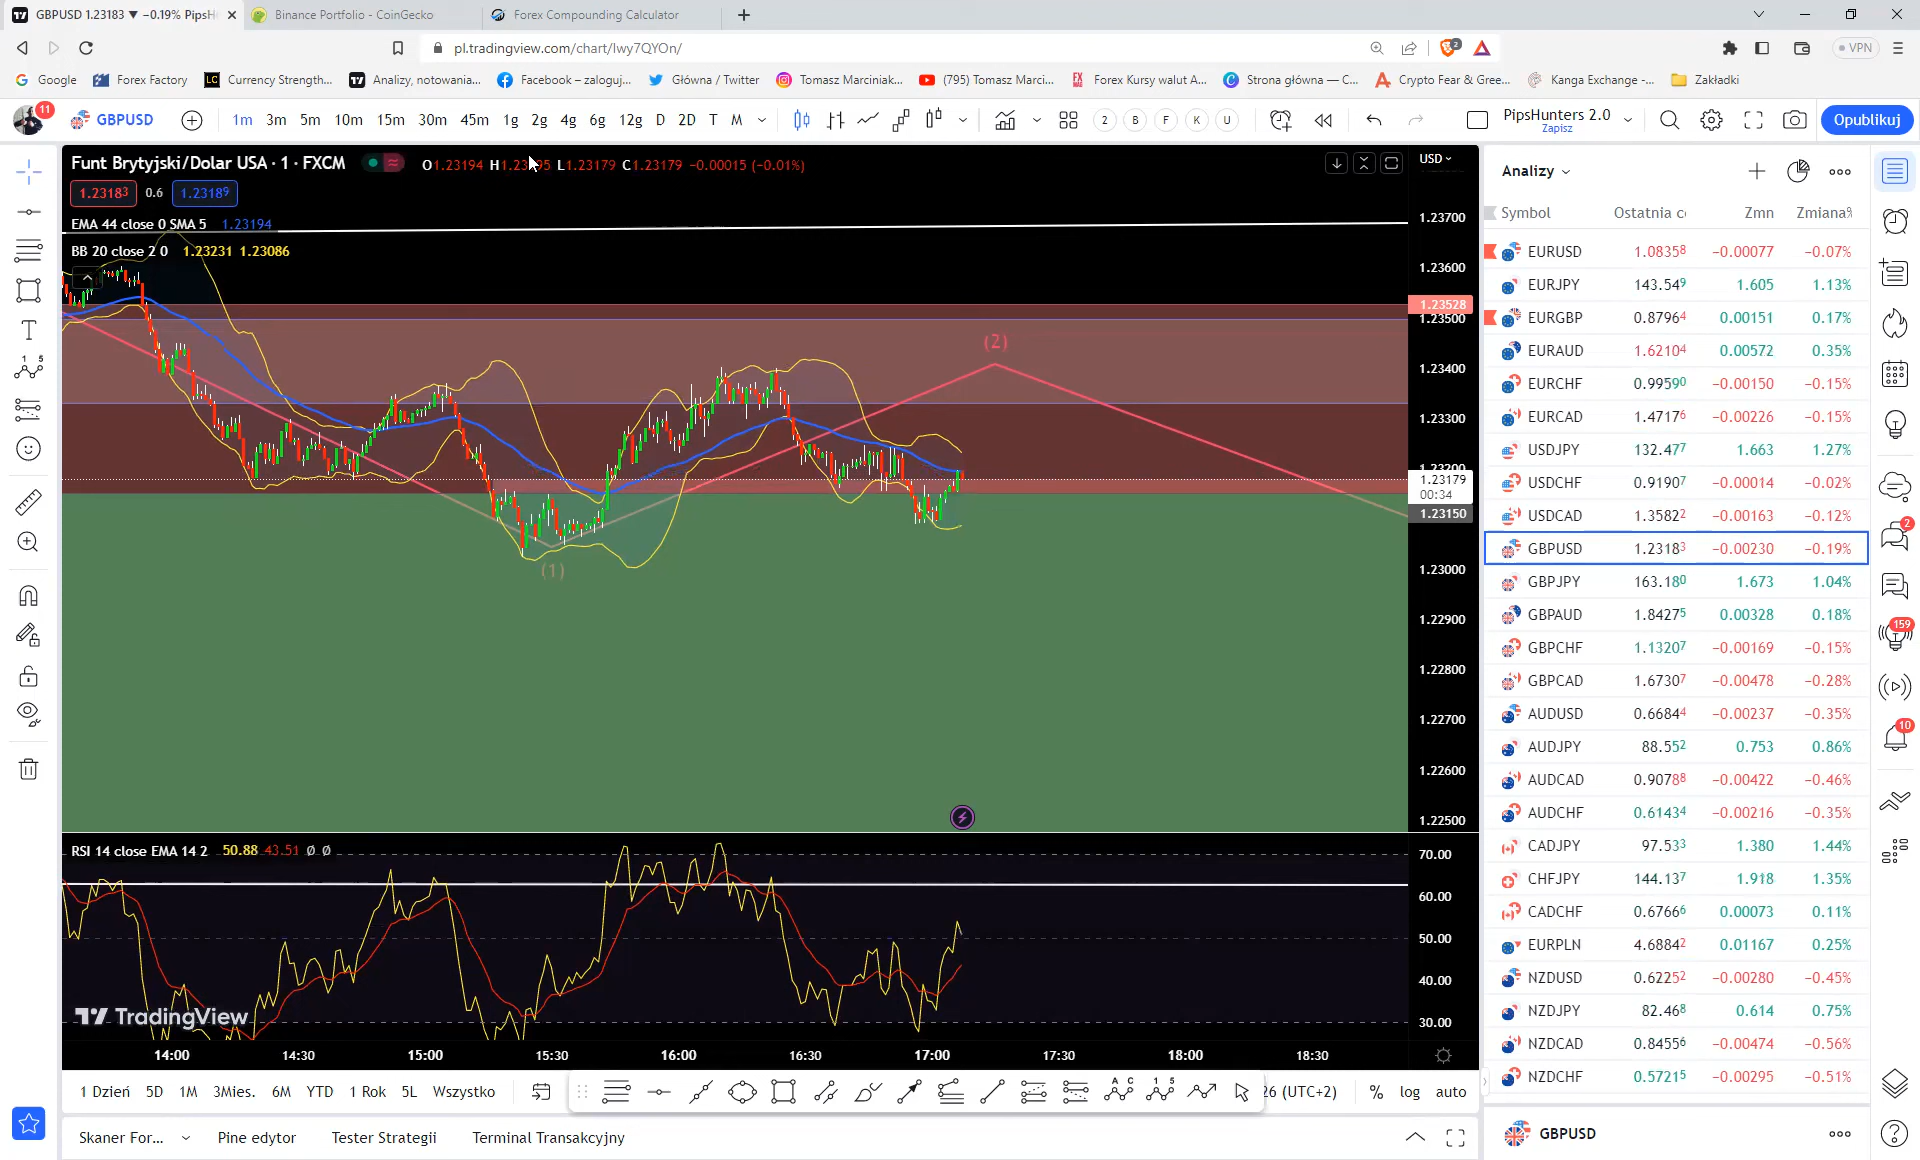 GBPUSD 1.23183 ▼ −0.19% PipsH
Binance Portfolio - CoinGecko
Forex Compounding Calculator
pl.tradingview.com/chart/lwy7QYOn/
2
VPN
Google
Forex Factory
Currency Strength...
Analizy, notowania...
Facebook – zaloguj...
Główna / Twitter
Tomasz Marciniak...
(795) Tomasz Marci...
Forex Kursy walut A...
Strona główna — C...
Crypto Fear & Gree...
Kanga Exchange -...
Zakładki
11
GBPUSD
1m 3m 5m 10m 15m 30m 45m 1g 2g 4g 6g 12g D 2D T M
2 B F K U
PipsHunters 2.0
Zapisz
Opublikuj
Funt Brytyjski/Dolar USA · 1 · FXCM
O1.23194 L1.23179 C1.23179 −0.00015 (−0.01%)
1.23183 0.6 1.23189
EMA 44 close 0 SMA 5 1.23194
BB 20 close 2 0 1.23231 1.23086
USD
1.23700
1.23600
1.23528
1.23500
(2)
1.23400
1.23300
1.23200
1.23179
00:34
1.23150
(1)
1.23000
1.22900
1.22800
1.22700
1.22600
1.22500
RSI 14 close EMA 14 2 50.88 43.51 Ø Ø
70.00
60.00
50.00
40.00
30.00
TradingView
14:00 14:30 15:00 15:30 16:00 16:30 17:00 17:30 18:00 18:30
1 Dzień 5D 1M 3Mies. 6M YTD 1 Rok 5L Wszystko
26 (UTC+2) % log auto
Skaner For... Pine edytor Tester Strategii Terminal Transakcyjny
Analizy
Symbol Ostatnia c Zmn Zmiana%
EURUSD 1.08358 −0.00077 −0.07%
EURJPY 143.549 1.605 1.13%
EURGBP 0.87964 0.00151 0.17%
EURAUD 1.62104 0.00572 0.35%
EURCHF 0.99590 −0.00150 −0.15%
EURCAD 1.47176 −0.00226 −0.15%
USDJPY 132.477 1.663 1.27%
USDCHF 0.91907 −0.00014 −0.02%
USDCAD 1.35822 −0.00163 −0.12%
GBPUSD 1.23183 −0.00230 −0.19%
GBPJPY 163.180 1.673 1.04%
GBPAUD 1.84275 0.00328 0.18%
GBPCHF 1.13207 −0.00169 −0.15%
GBPCAD 1.67307 −0.00478 −0.28%
AUDUSD 0.66844 −0.00237 −0.35%
AUDJPY 88.552 0.753 0.86%
AUDCAD 0.90788 −0.00422 −0.46%
AUDCHF 0.61434 −0.00216 −0.35%
CADJPY 97.533 1.380 1.44%
CHFJPY 144.137 1.918 1.35%
CADCHF 0.67666 0.00073 0.11%
EURPLN 4.68842 0.01167 0.25%
NZDUSD 0.62252 −0.00280 −0.45%
NZDJPY 82.468 0.614 0.75%
NZDCAD 0.84556 −0.00474 −0.56%
NZDCHF 0.57215 −0.00295 −0.51%
GBPUSD
2
159
10